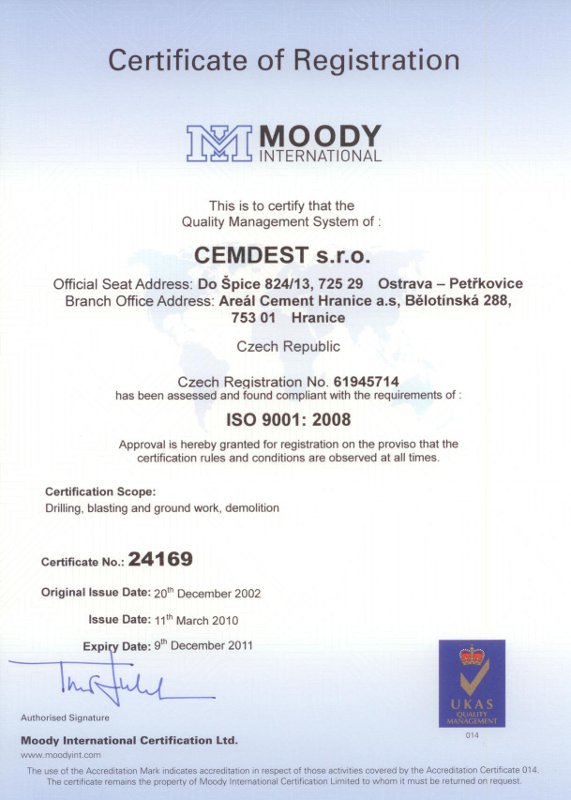 Certificate of Registration
MOODY
INTERNATIONAL
This is to certify that the
Quality Management System of :
CEMDEST s.r.o.
Official Seat Address: Do Špice 824/13, 725 29 Ostrava – Petřkovice
Branch Office Address: Areál Cement Hranice a.s, Bělotínská 288,
753 01 Hranice
Czech Republic
Czech Registration No. 61945714
has been assessed and found compliant with the requirements of :
ISO 9001: 2008
Approval is hereby granted for registration on the proviso that the
certification rules and conditions are observed at all times.
Certification Scope:
Drilling, blasting and ground work, demolition
Certificate No.: 24169
Original Issue Date: 20th December 2002
Issue Date: 11th March 2010
Expiry Date: 9th December 2011
Authorised Signature
Moody International Certification Ltd.
www.moodyint.com
UKAS
QUALITY
MANAGEMENT
014
The use of the Accreditation Mark indicates accreditation in respect of those activities covered by the Accreditation Certificate 014.
The certificate remains the property of Moody International Certification Limited to whom it must be returned on request.